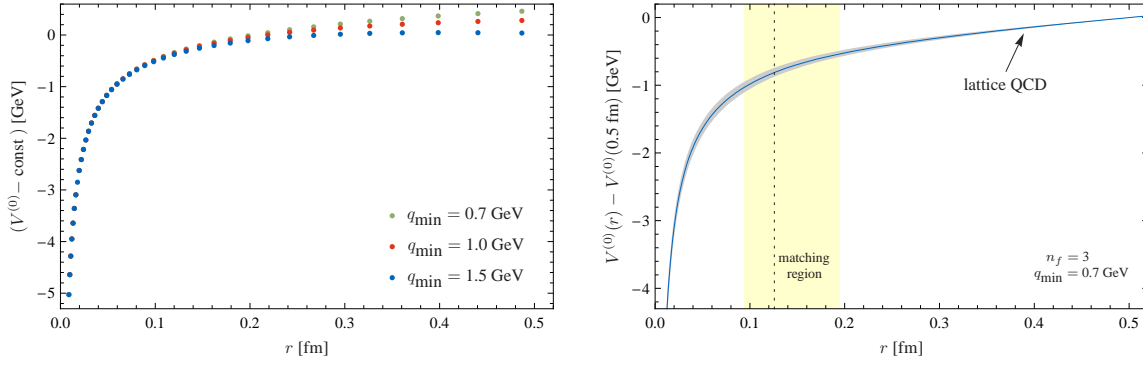 (V^(0) − const ) [GeV]
0
−1
−2
−3
−4
−5
q_min = 0.7 GeV
q_min = 1.0 GeV
q_min = 1.5 GeV
0.0 0.1 0.2 0.3 0.4 0.5
r [fm]
V^(0)(r) − V^(0)(0.5 fm) [GeV]
0
−1
−2
−3
−4
lattice QCD
matching
region
n_f = 3
q_min = 0.7 GeV
0.0 0.1 0.2 0.3 0.4 0.5
r [fm]